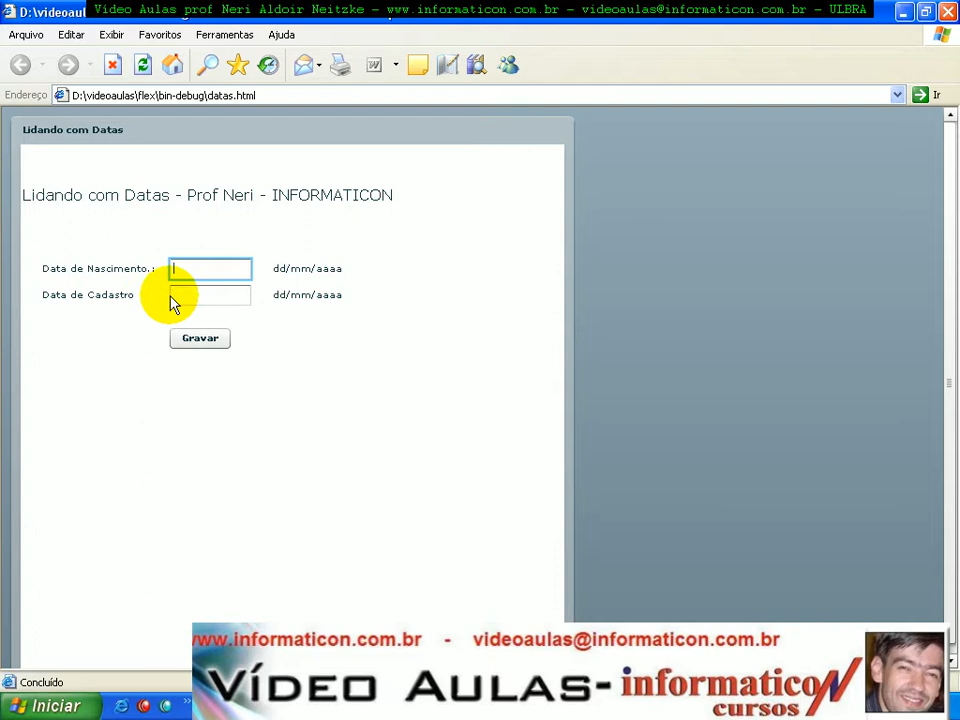 D:\videoaul
Vídeo Aulas prof Neri Aldoir Neitzke - www.informaticon.com.br - videoaulas@informaticon.com.br - ULBRA
Arquivo Editar Exibir Favoritos Ferramentas Ajuda
Endereço D:\videoaulas\flex\bin-debug\datas.html Ir
Lidando com Datas
Lidando com Datas - Prof Neri - INFORMATICON
Data de Nascimento.: dd/mm/aaaa
Data de Cadastro dd/mm/aaaa
Gravar
www.informaticon.com.br - videoaulas@informaticon.com.br
VÍDEO AULAS- informaticoN
cursos
Concluído
Iniciar